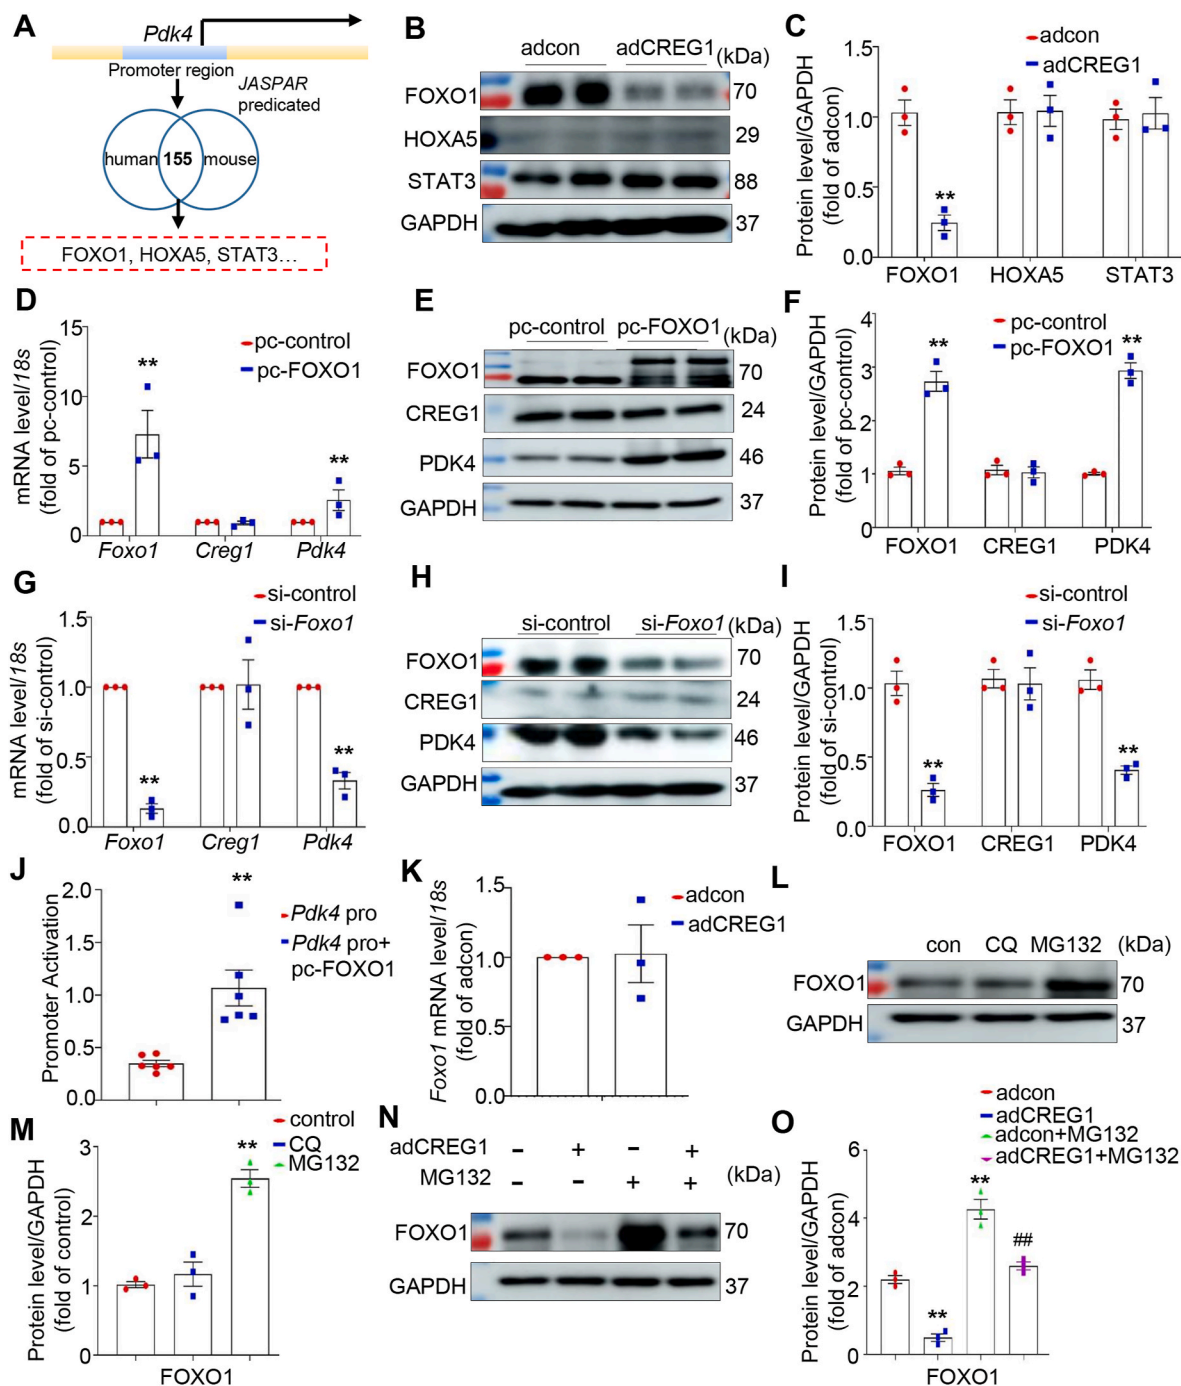 A
Pdk4
Promoter region
JASPAR
predicated
human 155 mouse
FOXO1, HOXA5, STAT3...
B
adcon adCREG1 (kDa)
FOXO1 70
HOXA5 29
STAT3 88
GAPDH 37
C
adcon
adCREG1
Protein level/GAPDH
(fold of adcon)
1.5
1.0
0.5
0.0
**
FOXO1 HOXA5 STAT3
D
mRNA level/18s
(fold of pc-control)
15
10
5
0
pc-control
pc-FOXO1
**
**
Foxo1 Creg1 Pdk4
E
pc-control pc-FOXO1 (kDa)
FOXO1 70
CREG1 24
PDK4 46
GAPDH 37
F
Protein level/GAPDH
(fold of pc-control)
4
3
2
1
0
pc-control
pc-FOXO1
**
**
FOXO1 CREG1 PDK4
G
si-control
si-Foxo1
mRNA level/18s
(fold of si-control)
1.5
1.0
0.5
0.0
**
**
Foxo1 Creg1 Pdk4
H
si-control si-Foxo1 (kDa)
FOXO1 70
CREG1 24
PDK4 46
GAPDH 37
I
si-control
si-Foxo1
Protein level/GAPDH
(fold of si-control)
1.5
1.0
0.5
0.0
**
**
FOXO1 CREG1 PDK4
J
Promoter Activation
2.0
1.5
1.0
0.5
0.0
**
Pdk4 pro
Pdk4 pro+
pc-FOXO1
K
Foxo1 mRNA level/18s
(fold of adcon)
1.5
1.0
0.5
0.0
adcon
adCREG1
L
con CQ MG132 (kDa)
FOXO1 70
GAPDH 37
M
control
CQ
MG132
Protein level/GAPDH
(fold of control)
3
2
1
0
**
FOXO1
N
adCREG1 - + - +
MG132 - - + + (kDa)
FOXO1 70
GAPDH 37
O
adcon
adCREG1
adcon+MG132
adCREG1+MG132
Protein level/GAPDH
(fold of adcon)
6
4
2
0
**
**
##
FOXO1